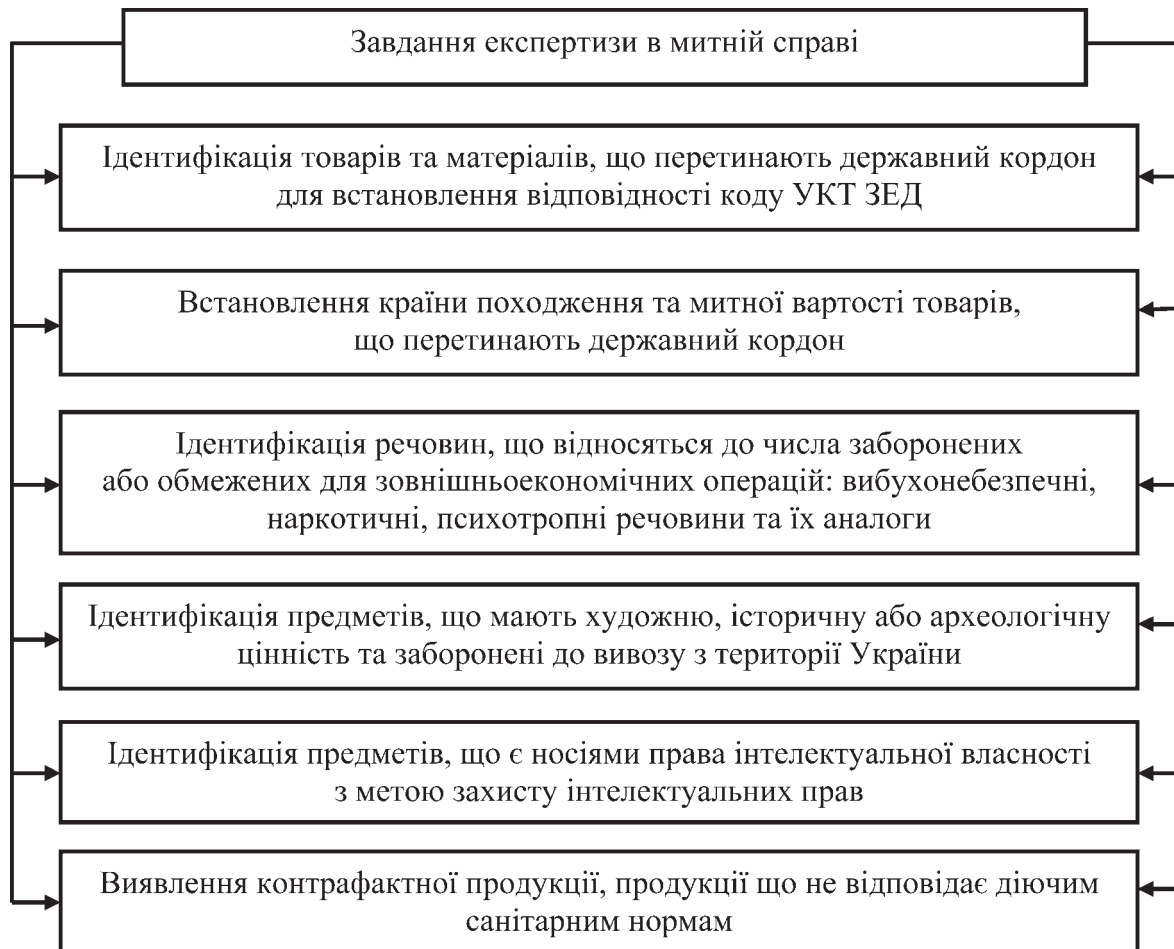 Завдання експертизи в митній справі
Ідентифікація товарів та матеріалів, що перетинають державний кордон
для встановлення відповідності коду УКТ ЗЕД
Встановлення країни походження та митної вартості товарів,
що перетинають державний кордон
Ідентифікація речовин, що відносяться до числа заборонених
або обмежених для зовнішньоекономічних операцій: вибухонебезпечні,
наркотичні, психотропні речовини та їх аналоги
Ідентифікація предметів, що мають художню, історичну або археологічну
цінність та заборонені до вивозу з території України
Ідентифікація предметів, що є носіями права інтелектуальної власності
з метою захисту інтелектуальних прав
Виявлення контрафактної продукції, продукції що не відповідає діючим
санітарним нормам